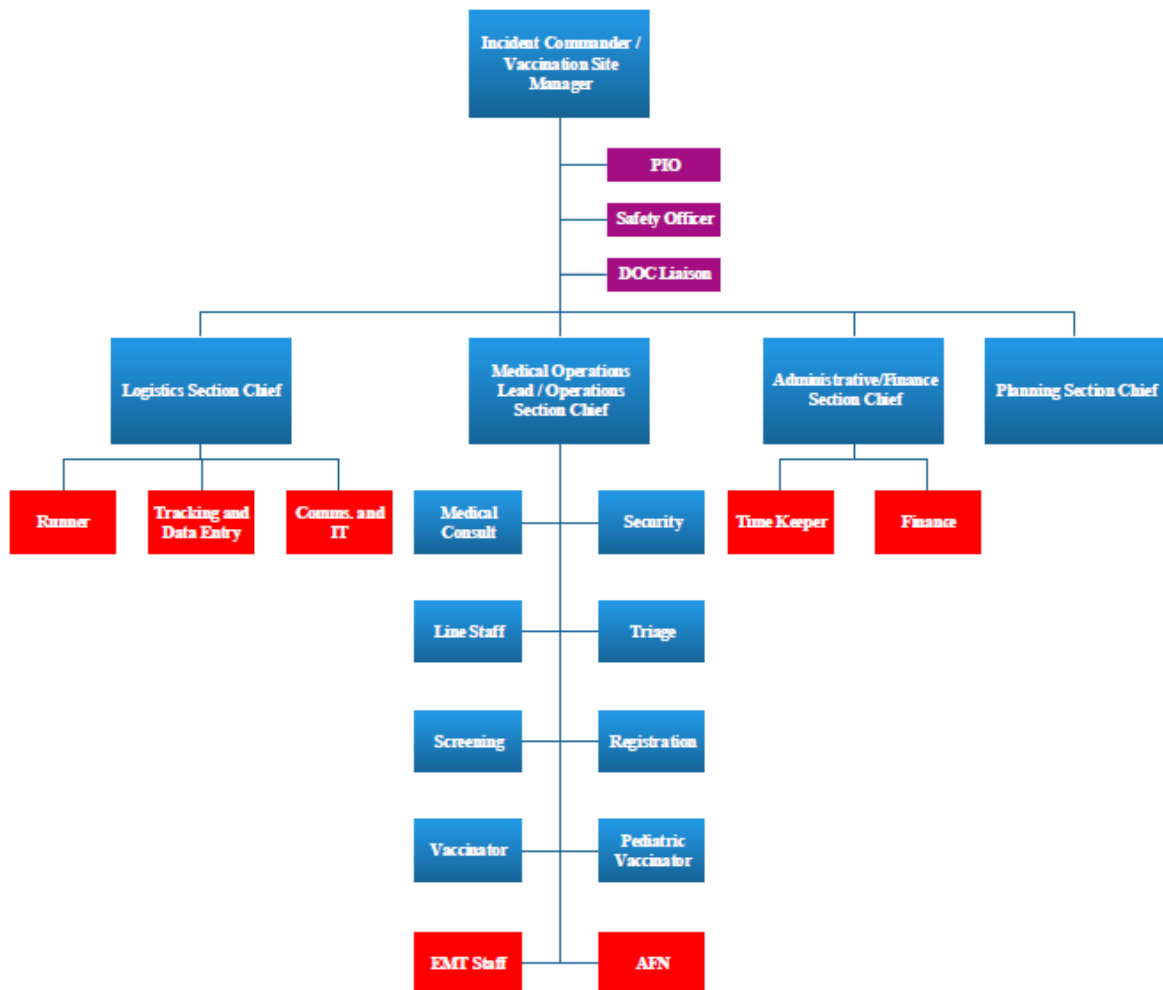 Incident Commander /
Vaccination Site
Manager
PIO
Safety Officer
DOC Liaison
Logistics Section Chief
Medical Operations
Lead / Operations
Section Chief
Administrative/Finance
Section Chief
Planning Section Chief
Runner
Tracking and
Data Entry
Comms. and
IT
Medical
Consult
Security
Time Keeper
Finance
Line Staff
Triage
Screening
Registration
Vaccinator
Pediatric
Vaccinator
EMT Staff
AFN